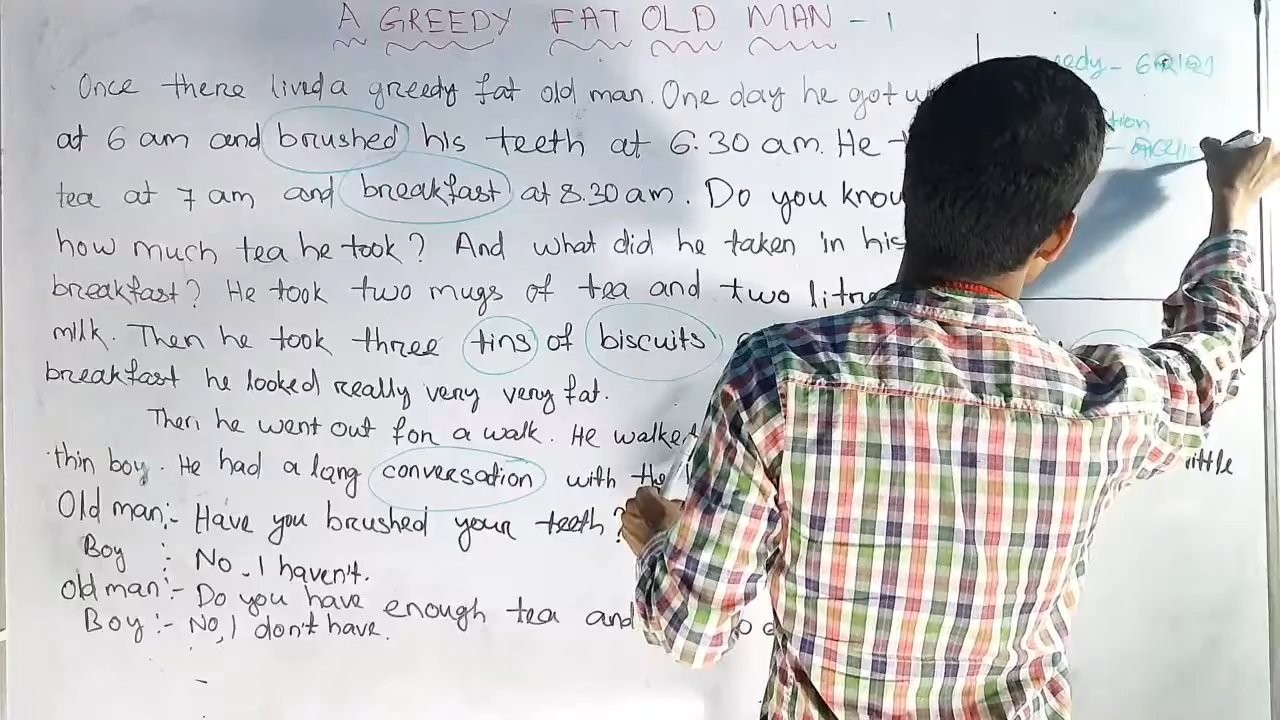 A GREEDY FAT OLD MAN - 1
Once there lived a greedy fat old man. One day he got
at 6 am and brushed his teeth at 6.30 am. He
tea at 7 am and breakfast at 8.30 am. Do you know
how much tea he took? And what did he taken in his
breakfast? He took two mugs of tea and two litre
milk. Then he took three tins of biscuits
breakfast he looked really very very fat.
Then he went out for a walk. He walked
thin boy. He had a long conversation with the little
Old man:- Have you brushed your teeth?
Boy : No, I haven't.
old man:- Do you have enough tea and
Boy :- No, I don't have.